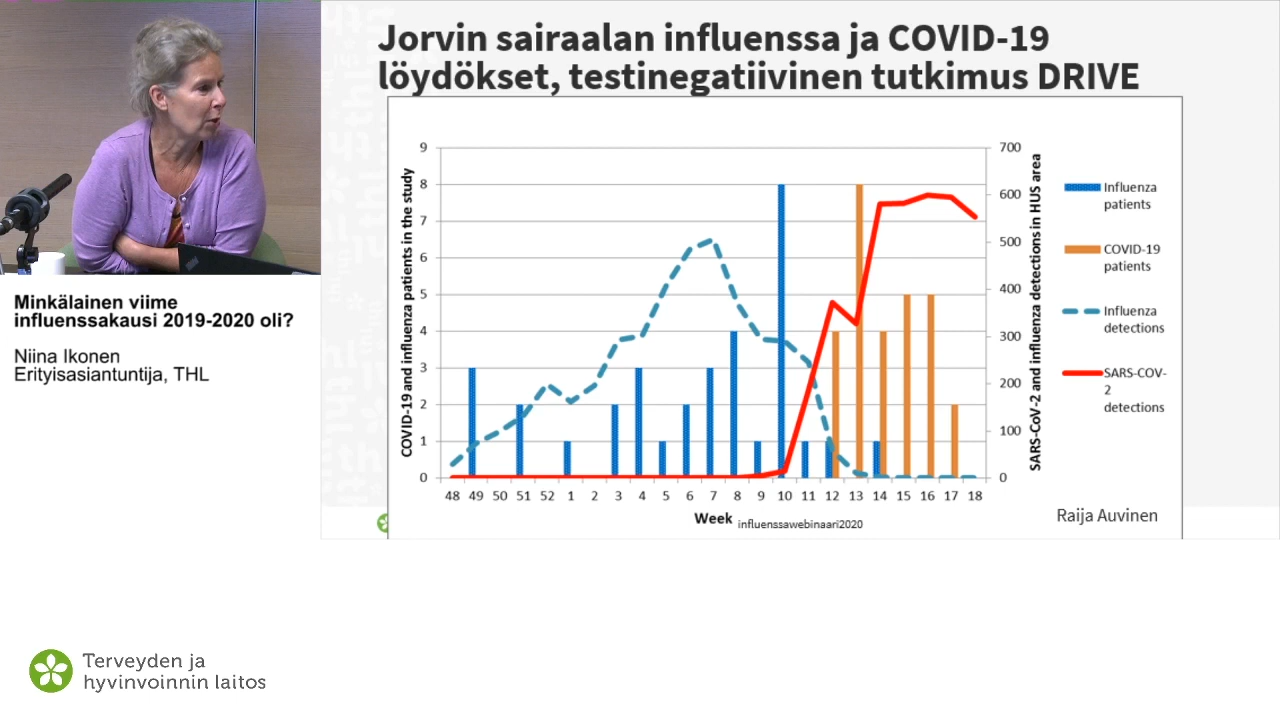 Jorvin sairaalan influenssa ja COVID-19
löydökset, testinegatiivinen tutkimus DRIVE
COVID-19 and influenza patients in the study
9
8
7
6
5
4
3
2
1
0
700
600
500
400
300
200
100
0
SARS-CoV-2 and influenza detections in HUS area
Influenza
patients
COVID-19
patients
Influenza
detections
SARS-COV-
2
detections
48 49 50 51 52 1 2 3 4 5 6 7 8 9 10 11 12 13 14 15 16 17 18
Week
influenssawebinaari2020
Raija Auvinen
Minkälainen viime
influenssakausi 2019-2020 oli?
Niina Ikonen
Erityisasiantuntija, THL
Terveyden ja
hyvinvoinnin laitos